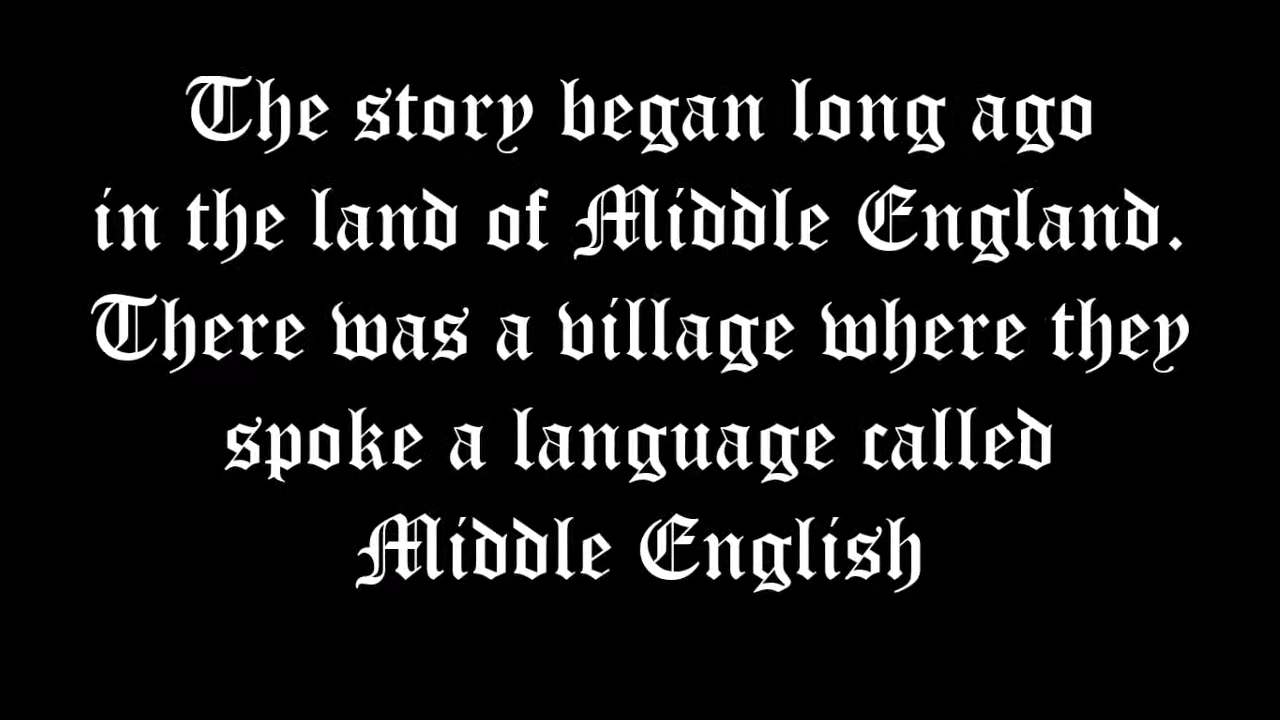 The story began long ago
in the land of Middle England.
There was a village where they
spoke a language called
Middle English